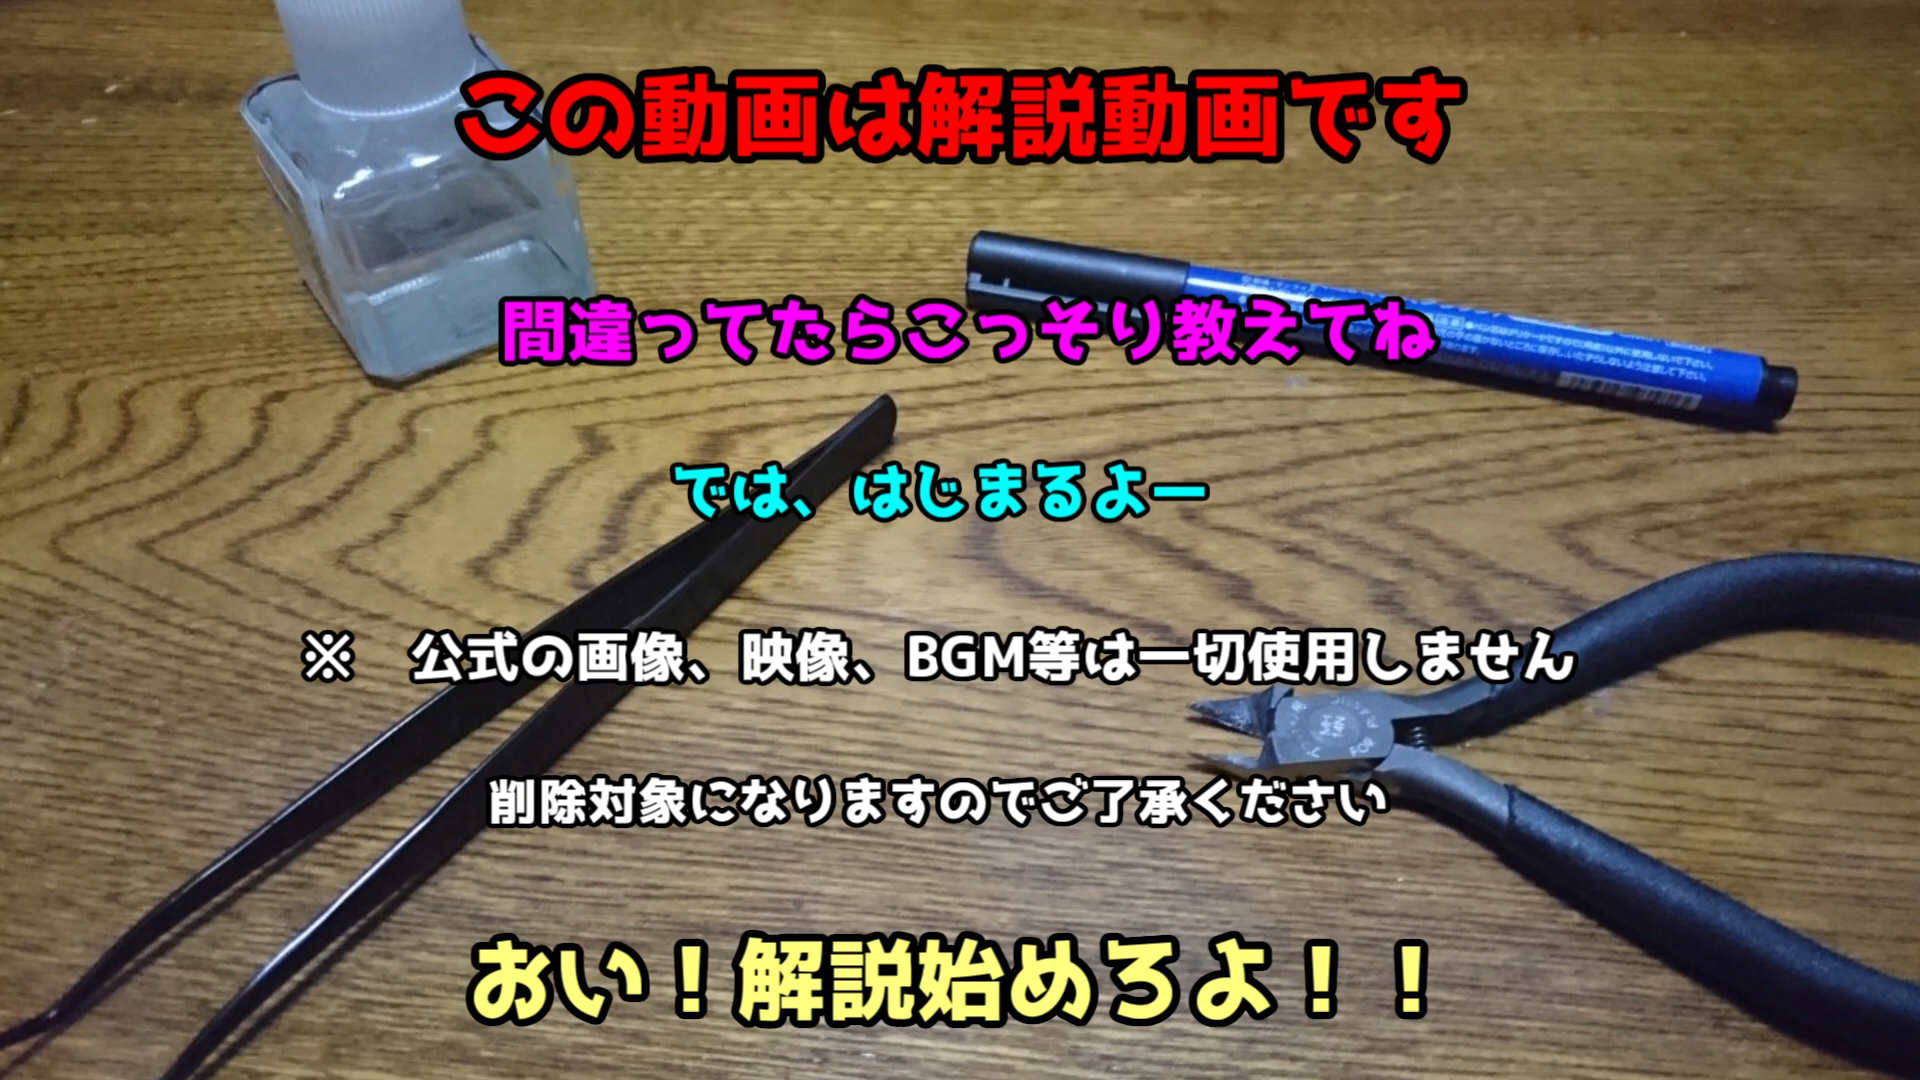 この動画は解説動画です
間違ってたらこっそり教えてね
では、はじまるよー
※　公式の画像、映像、BGM等は一切使用しません
MH
14N
FOR
削除対象になりますのでご了承ください
おい！解説始めろよ！！